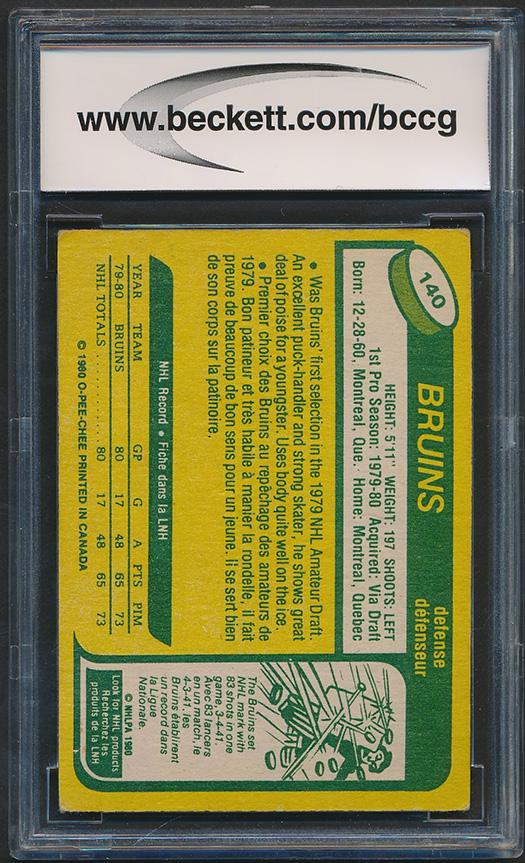 www.beckett.com/bccg
140
BRUINS
defense
défenseur
HEIGHT: 5'11" WEIGHT: 197 SHOOTS: LEFT
1st Pro Season: 1979-80 Acquired: Via Draft
Born: 12-28-60, Montreal, Que. Home: Montreal, Quebec
• Was Bruins' first selection in the 1979 NHL Amateur Draft.
An excellent puck-handler and strong skater, he shows great
deal of poise for a youngster. Uses body quite well on the ice.
• Premier choix des Bruins au repêchage des amateurs de
1979. Bon patineur et très habile à manier la rondelle, il fait
preuve de beaucoup de bon sens pour un jeune. Il se sert bien
de son corps sur la patinoire.
NHL Record • Fiche dans la LNH
YEAR TEAM GP G A PTS PIM
79-80 BRUINS 80 17 48 65 73
NHL TOTALS .......... 80 17 48 65 73
© 1980 O-PEE-CHEE PRINTED IN CANADA
The Bruins set
NHL mark with
83 shots in one
game, 3-4-41.
Avec 83 lancers
en un match, le
4-3-41, les
Bruins établirent
un record dans
la Ligue
Nationale.
© NHLPA 1980
Look for NHL products
Recherchez les
produits de la LNH